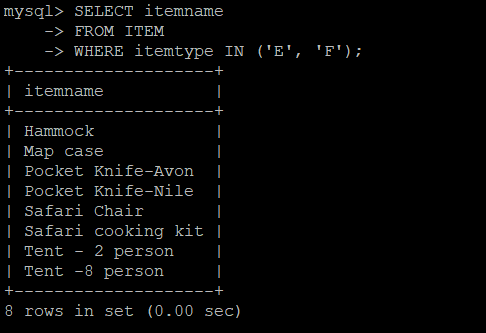 mysql> SELECT itemname
    -> FROM ITEM
    -> WHERE itemtype IN ('E', 'F');
+--------------------+
| itemname           |
+--------------------+
| Hammock            |
| Map case           |
| Pocket Knife-Avon  |
| Pocket Knife-Nile  |
| Safari Chair       |
| Safari cooking kit |
| Tent - 2 person    |
| Tent -8 person     |
+--------------------+
8 rows in set (0.00 sec)